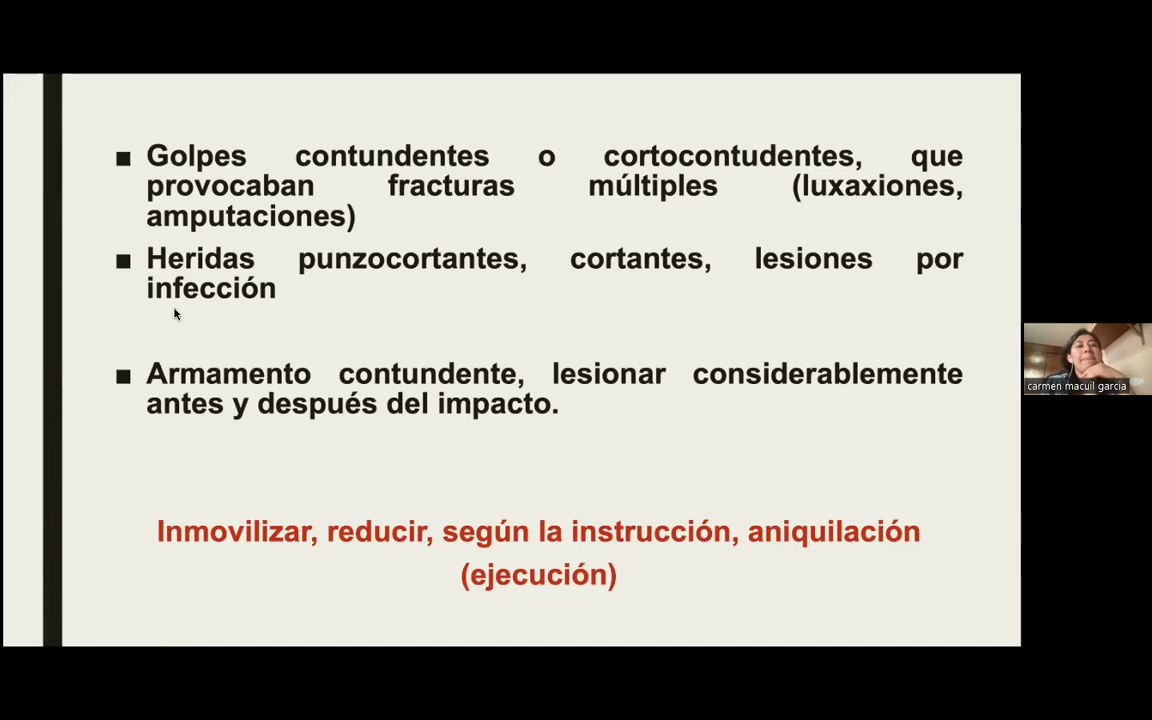 ■ Golpes contundentes o cortocontudentes, que
provocaban fracturas múltiples (luxaxiones,
amputaciones)
■ Heridas punzocortantes, cortantes, lesiones por
infección
■ Armamento contundente, lesionar considerablemente
antes y después del impacto.
Inmovilizar, reducir, según la instrucción, aniquilación
(ejecución)
carmen macuil garcia